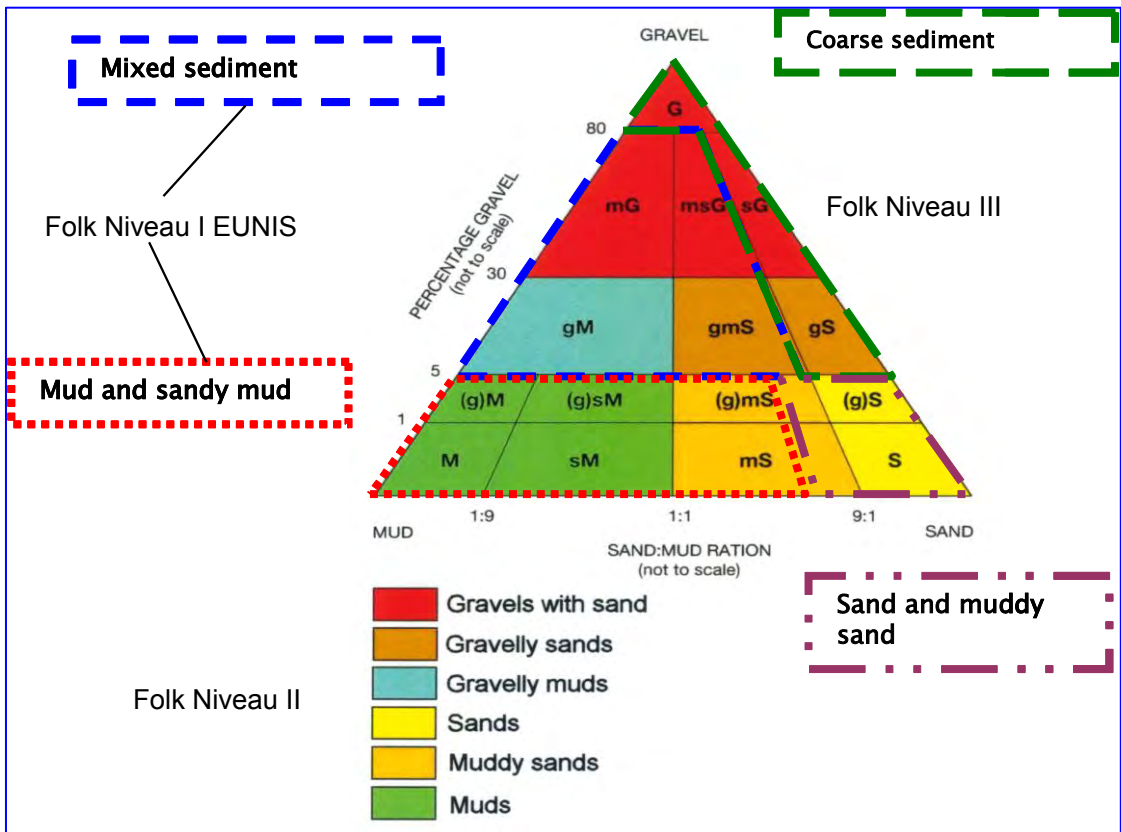 GRAVEL
Coarse sediment
Mixed sediment
G
80
mG
msG
sG
Folk Niveau III
Folk Niveau I EUNIS
PERCENTAGE GRAVEL
(not to scale)
30
gM
gmS
gS
5
Mud and sandy mud
(g)M
(g)sM
(g)mS
(g)S
1
M
sM
mS
S
1:9
1:1
9:1
MUD
SAND
SAND:MUD RATION
(not to scale)
Sand and muddy
sand
Gravels with sand
Gravelly sands
Gravelly muds
Folk Niveau II
Sands
Muddy sands
Muds